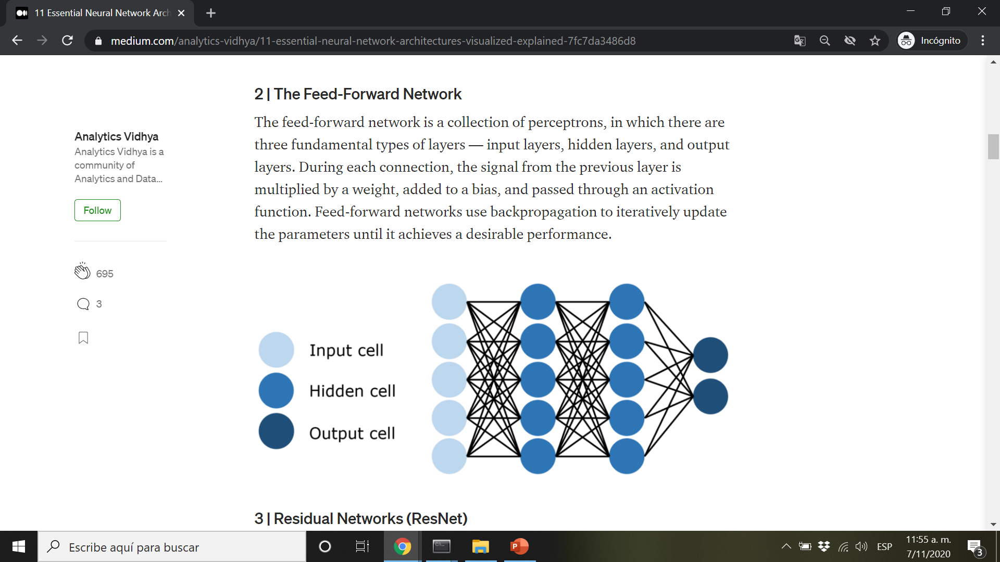 11 Essential Neural Network Arch
medium.com/analytics-vidhya/11-essential-neural-network-architectures-visualized-explained-7fc7da3486d8
Incógnito
2 | The Feed-Forward Network
The feed-forward network is a collection of perceptrons, in which there are
three fundamental types of layers — input layers, hidden layers, and output
layers. During each connection, the signal from the previous layer is
multiplied by a weight, added to a bias, and passed through an activation
function. Feed-forward networks use backpropagation to iteratively update
the parameters until it achieves a desirable performance.
Analytics Vidhya
Analytics Vidhya is a
community of
Analytics and Data...
Follow
695
3
Input cell
Hidden cell
Output cell
3 | Residual Networks (ResNet)
Escribe aquí para buscar
ESP
11:55 a. m.
7/11/2020
3